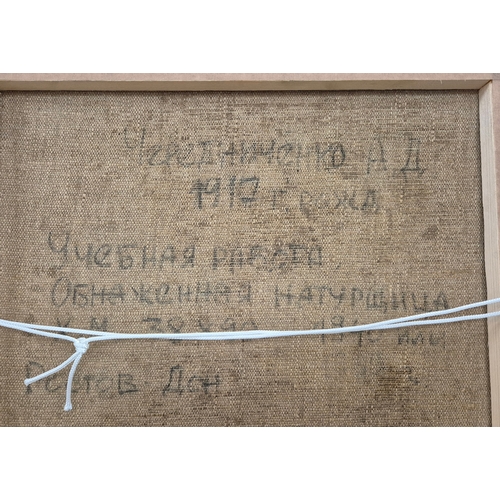 Чередниченко А Д
1917 г рожд
Учебная работа
Обнаженная натурщица
Х. М.
Ростов Дон